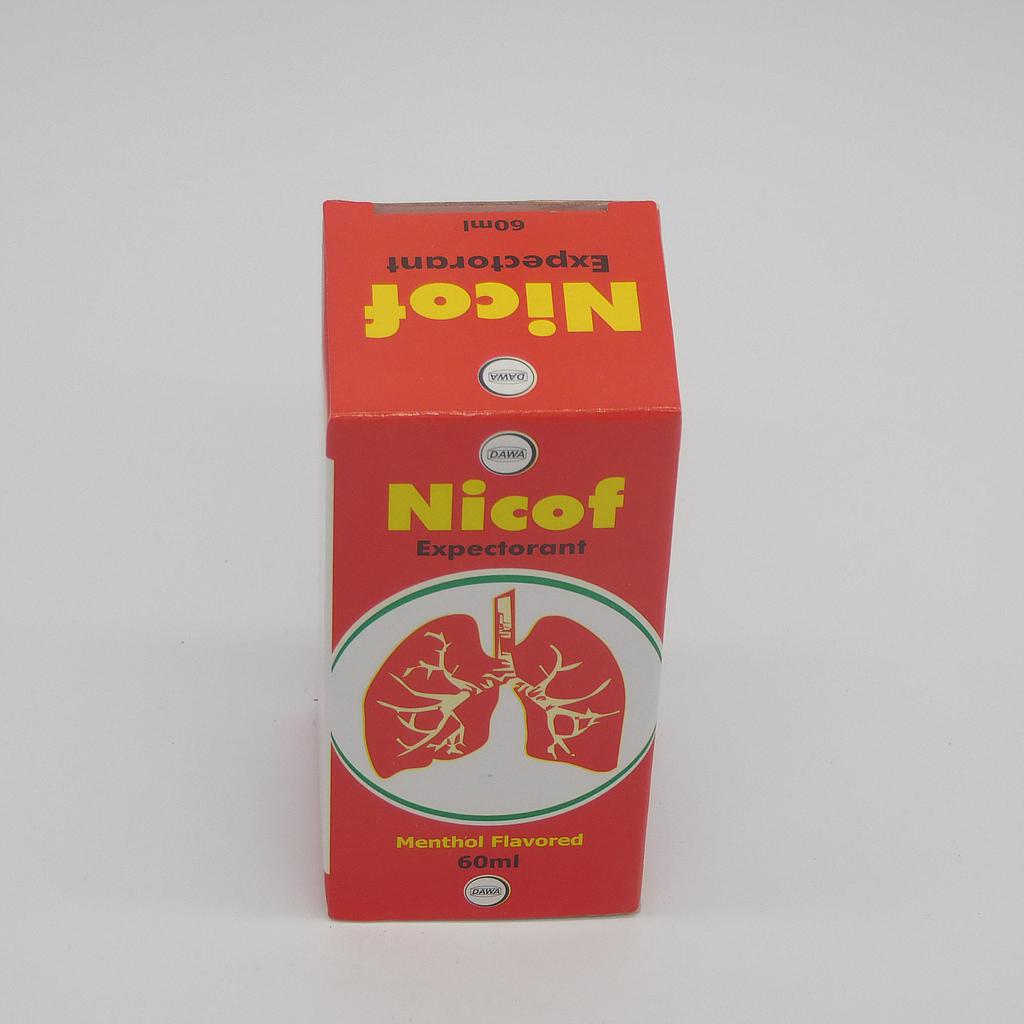 60ml
Expectorant
Nicof
DAWA
DAWA
Nicof
Expectorant
Menthol Flavored
60ml
DAWA